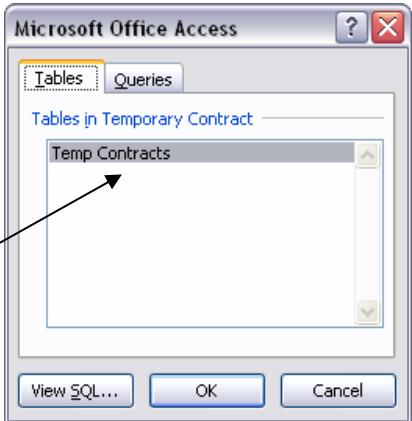 Microsoft Office Access
Tables Queries
Tables in Temporary Contract
Temp Contracts
View SQL... OK Cancel